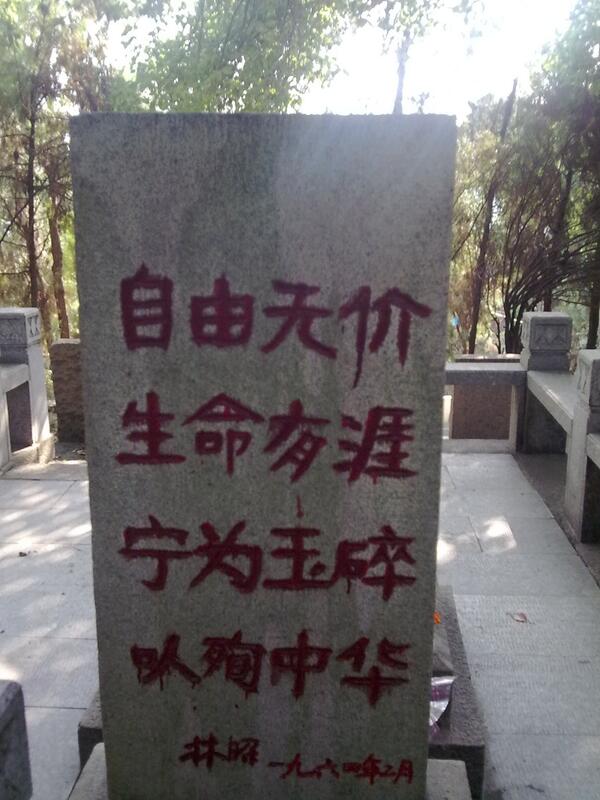 自由无价
生命有涯
宁为玉碎
以殉中华
林昭 一九六四年二月